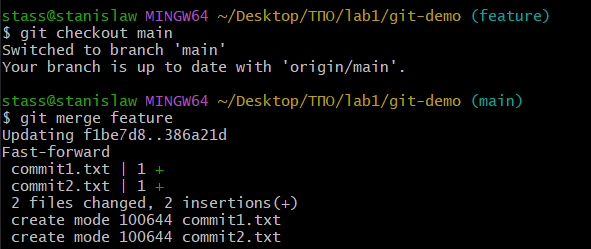 stass@stanislaw MINGW64 ~/Desktop/ТПО/lab1/git-demo (feature)
$ git checkout main
Switched to branch 'main'
Your branch is up to date with 'origin/main'.
stass@stanislaw MINGW64 ~/Desktop/ТПО/lab1/git-demo (main)
$ git merge feature
Updating f1be7d8..386a21d
Fast-forward
 commit1.txt | 1 +
 commit2.txt | 1 +
 2 files changed, 2 insertions(+)
 create mode 100644 commit1.txt
 create mode 100644 commit2.txt